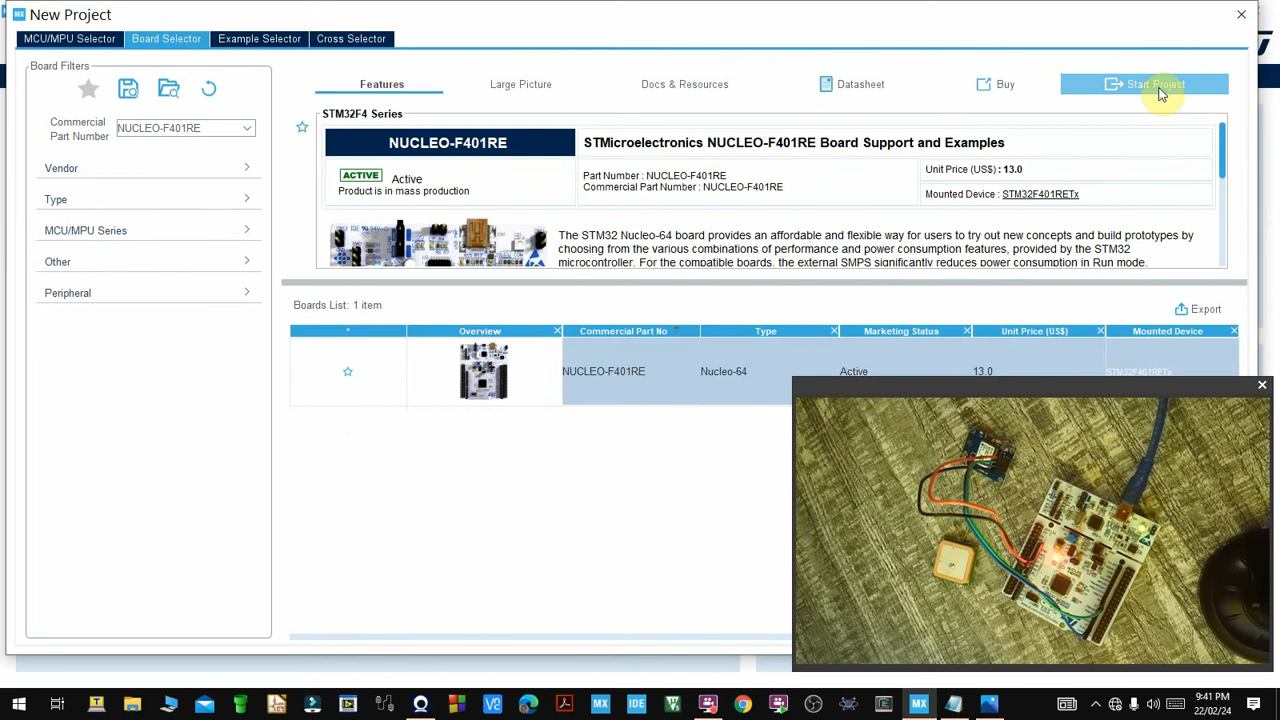 MX New Project
MCU/MPU Selector Board Selector Example Selector Cross Selector
Board Filters
Commercial Part Number NUCLEO-F401RE
Vendor
Type
MCU/MPU Series
Other
Peripheral
Features Large Picture Docs & Resources Datasheet Buy Start Project
STM32F4 Series
NUCLEO-F401RE
STMicroelectronics NUCLEO-F401RE Board Support and Examples
ACTIVE Active
Product is in mass production
Part Number : NUCLEO-F401RE
Commercial Part Number : NUCLEO-F401RE
Unit Price (US$) : 13.0
Mounted Device : STM32F401RETx
The STM32 Nucleo-64 board provides an affordable and flexible way for users to try out new concepts and build prototypes by
choosing from the various combinations of performance and power consumption features, provided by the STM32
microcontroller. For the compatible boards, the external SMPS significantly reduces power consumption in Run mode.
Boards List: 1 item
Export
* Overview Commercial Part No Type Marketing Status Unit Price (US$) Mounted Device
NUCLEO-F401RE Nucleo-64 Active 13.0 STM32F401RETx
MX IDE MX
9:41 PM
22/02/24